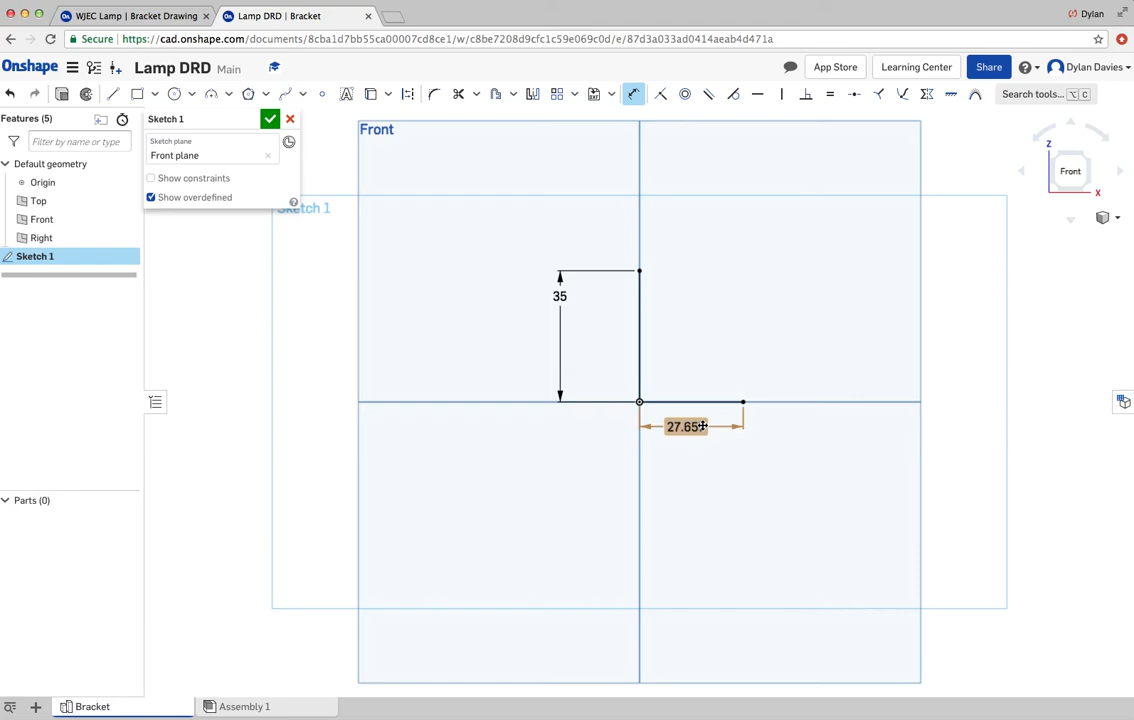 WJEC Lamp | Bracket Drawing
Lamp DRD | Bracket
Dylan
Secure
https://cad.onshape.com/documents/8cba1d7bb55ca00007cd8ce1/w/c8be7208d9cfc1c59e069c0d/e/87d3a033ad0414aeab4d471a
Onshape
Lamp DRD Main
App Store
Learning Center
Share
Dylan Davies
Search tools...
⌥ C
Features (5)
Filter by name or type
Default geometry
Origin
Top
Front
Right
Sketch 1
Sketch 1
Sketch plane
Front plane
Show constraints
Show overdefined
Front
Sketch 1
35
Z
Front
X
Parts (0)
Bracket
Assembly 1